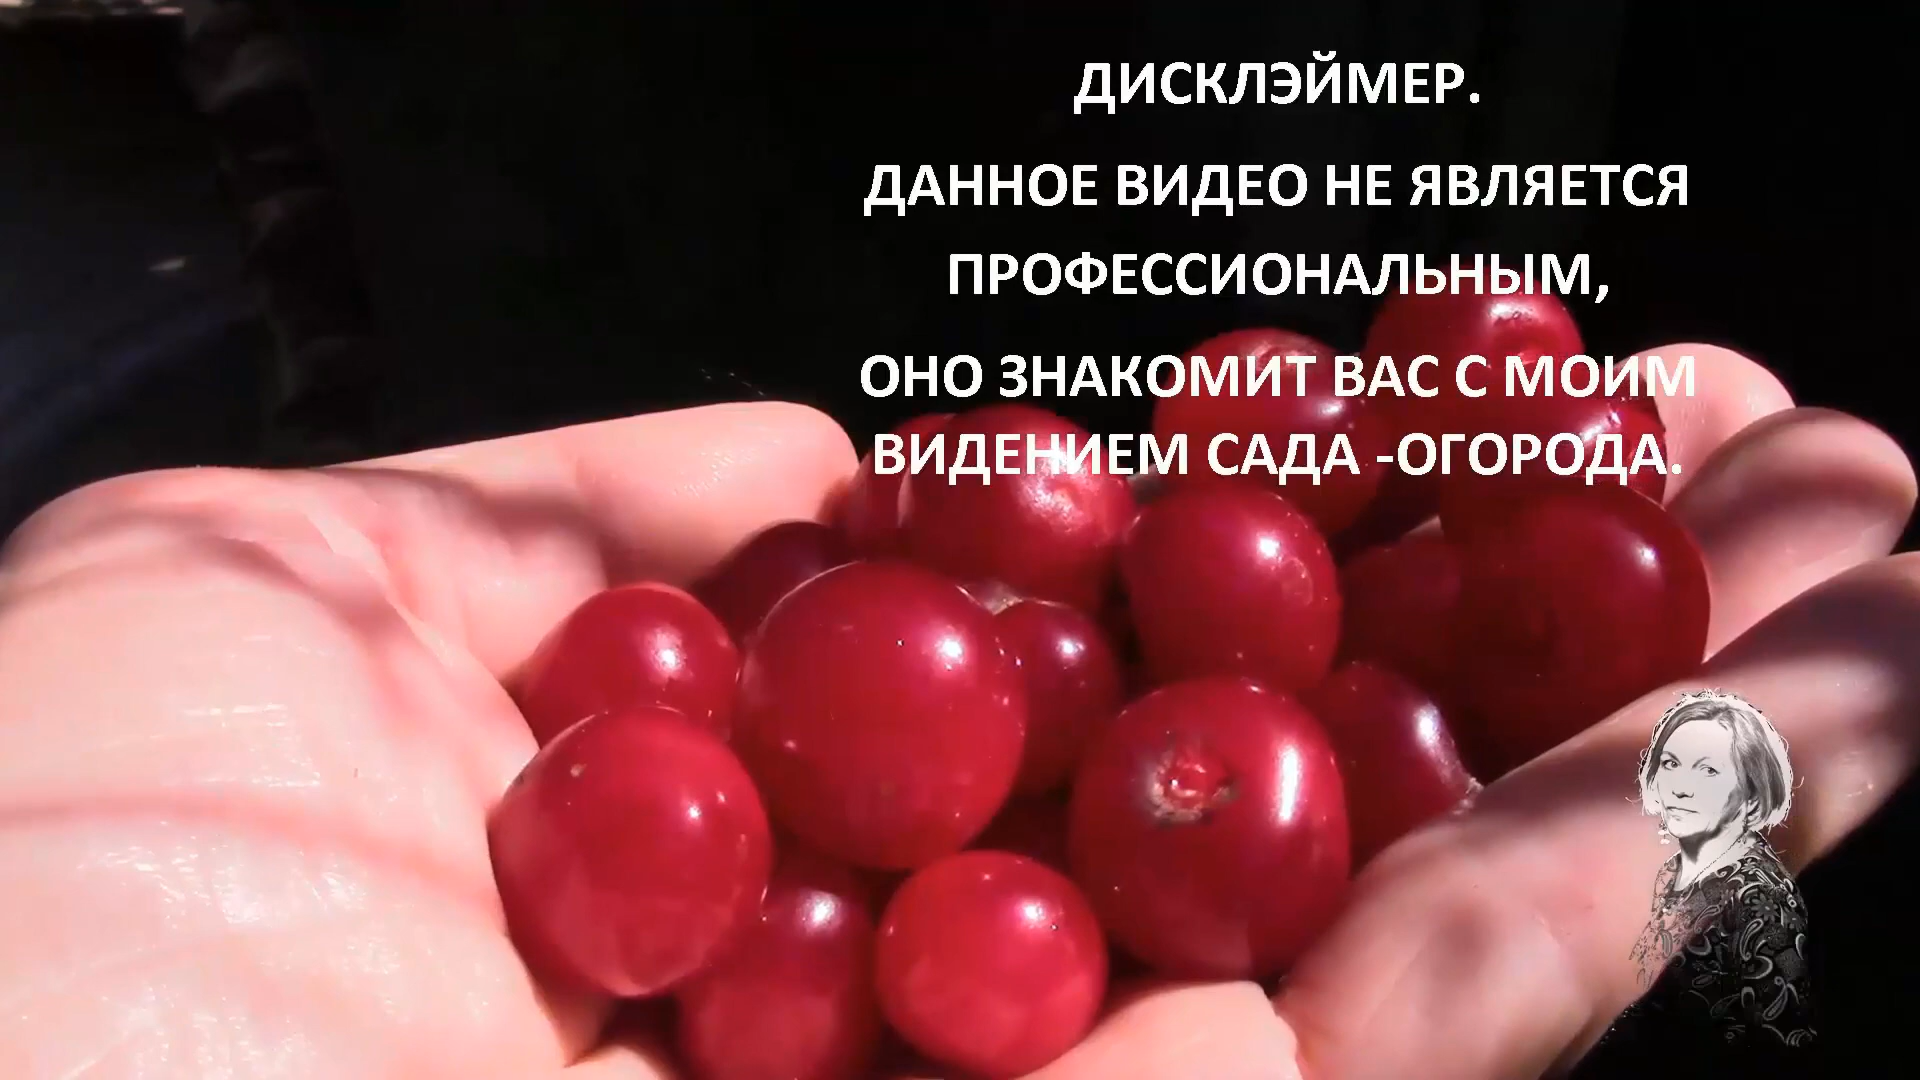 ДИСКЛЭЙМЕР.
ДАННОЕ ВИДЕО НЕ ЯВЛЯЕТСЯ
ПРОФЕССИОНАЛЬНЫМ,
ОНО ЗНАКОМИТ ВАС С МОИМ
ВИДЕНИЕМ САДА -ОГОРОДА.